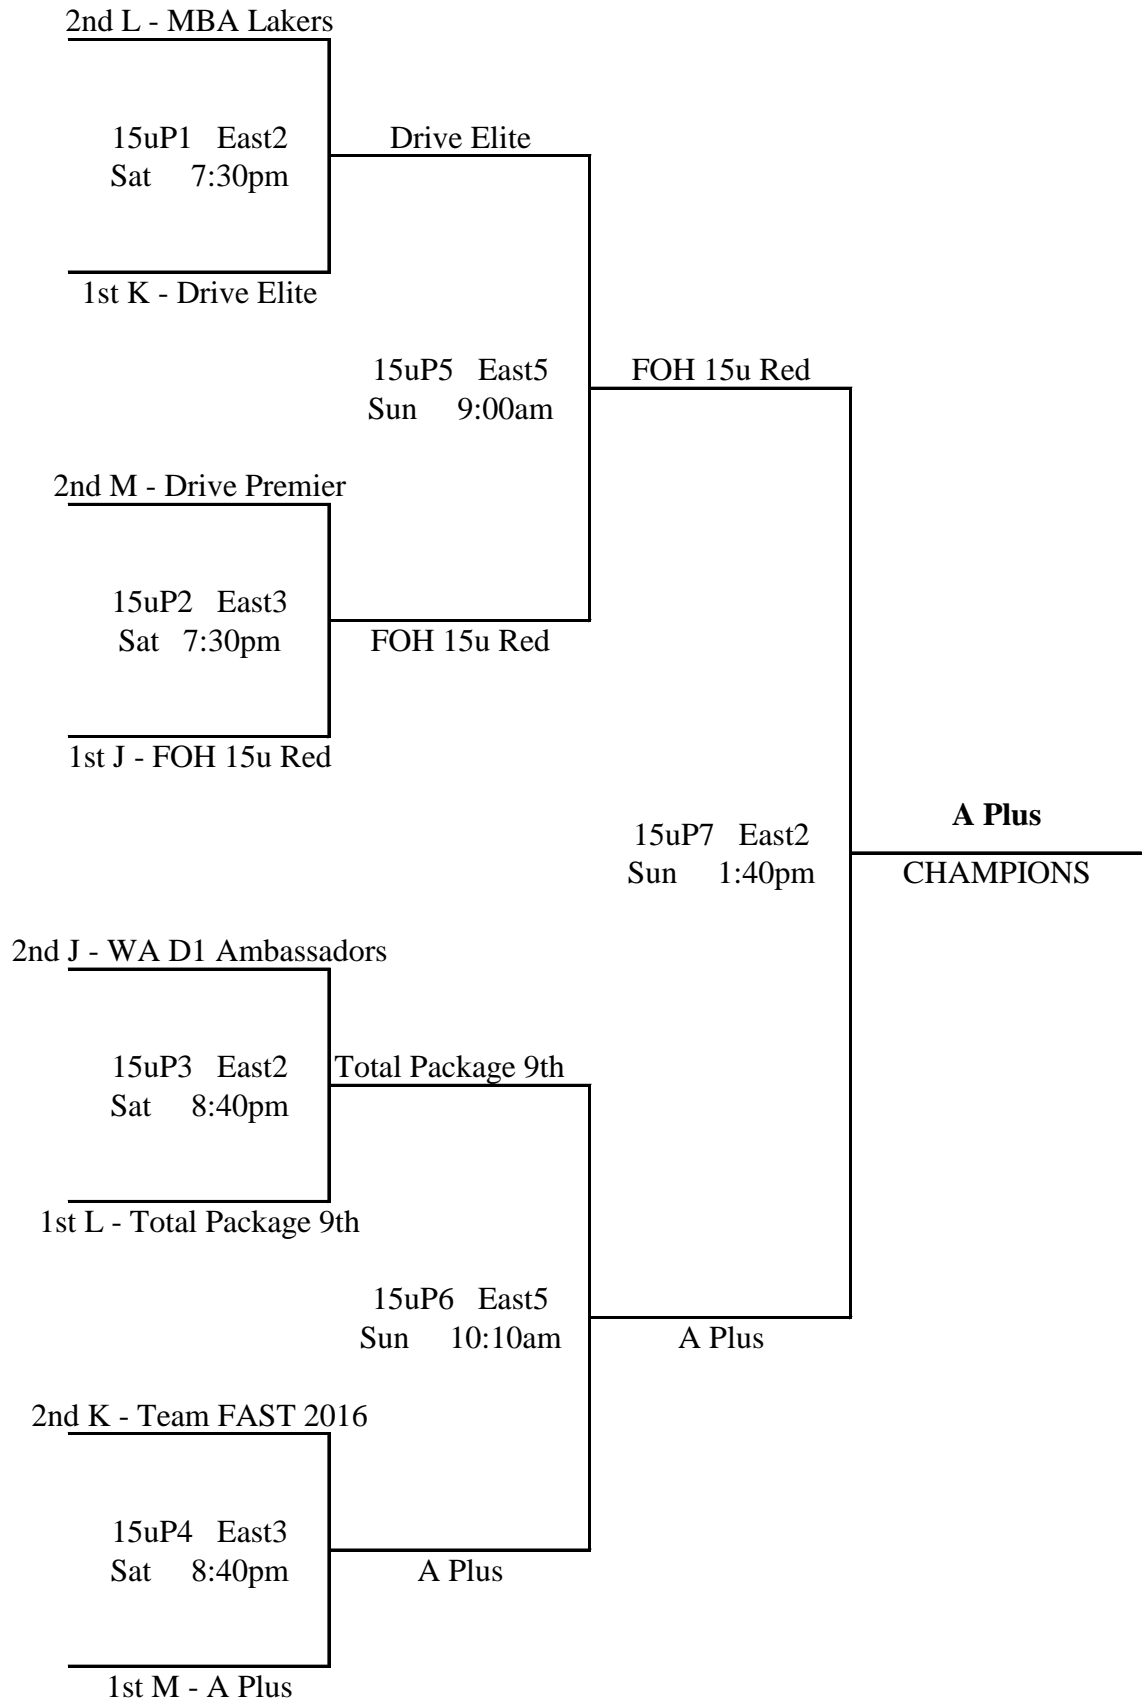 2nd L - MBA Lakers
15uP1 East2
Sat 7:30pm
Drive Elite
1st K - Drive Elite
15uP5 East5
Sun 9:00am
FOH 15u Red
2nd M - Drive Premier
15uP2 East3
Sat 7:30pm
FOH 15u Red
1st J - FOH 15u Red
15uP7 East2
Sun 1:40pm
A Plus
CHAMPIONS
2nd J - WA D1 Ambassadors
15uP3 East2
Sat 8:40pm
Total Package 9th
1st L - Total Package 9th
15uP6 East5
Sun 10:10am
A Plus
2nd K - Team FAST 2016
15uP4 East3
Sat 8:40pm
A Plus
1st M - A Plus